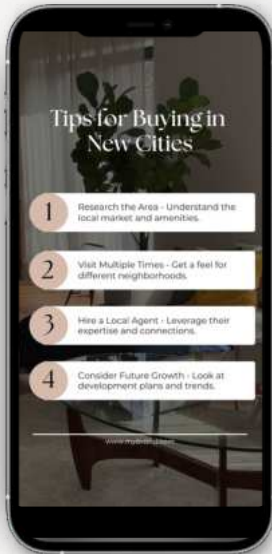 Tips for Buying in
New Cities
1
Research the Area - Understand the
local market and amenities.
2
Visit Multiple Times - Get a feel for
different neighborhoods.
3
Hire a Local Agent - Leverage their
expertise and connections.
4
Consider Future Growth - Look at
development plans and trends.